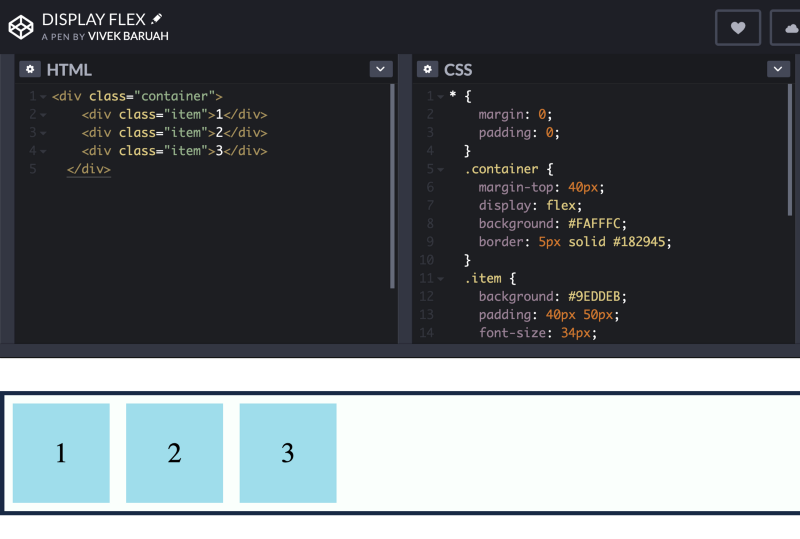 DISPLAY FLEX
A PEN BY VIVEK BARUAH
HTML
1 <div class="container">
2 <div class="item">1</div>
3 <div class="item">2</div>
4 <div class="item">3</div>
5 </div>
CSS
1 * {
2 margin: 0;
3 padding: 0;
4 }
5 .container {
6 margin-top: 40px;
7 display: flex;
8 background: #FAFFFC;
9 border: 5px solid #182945;
10 }
11 .item {
12 background: #9EDDEB;
13 padding: 40px 50px;
14 font-size: 34px;
1 2 3